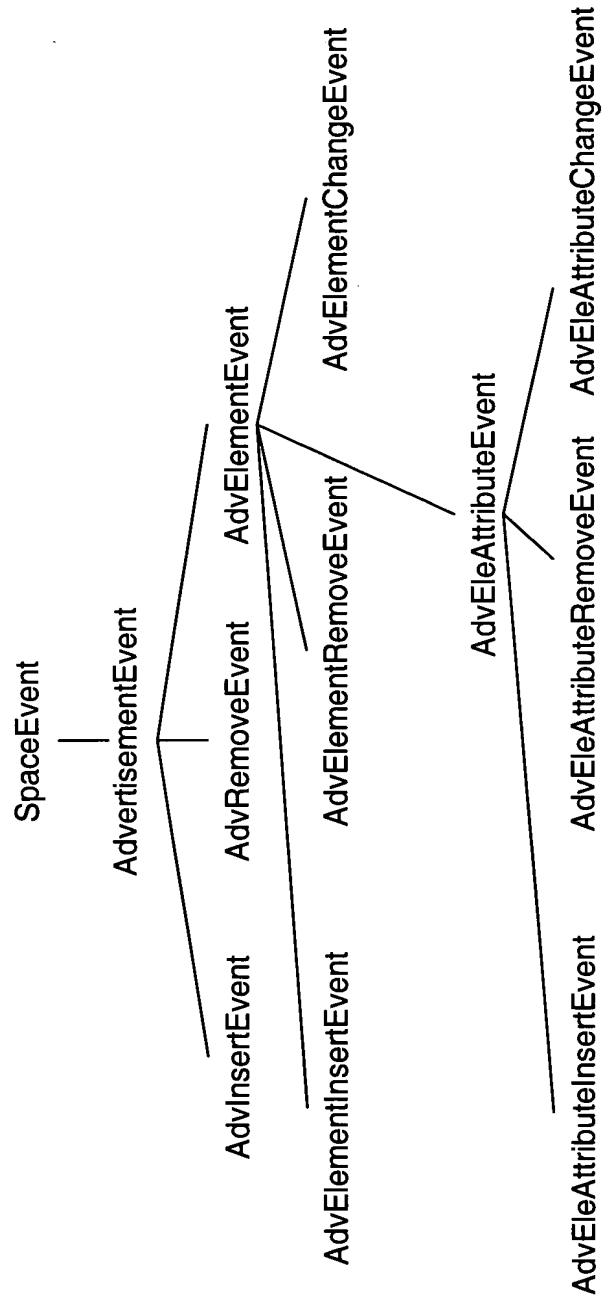 SpaceEvent
AdvertisementEvent
AdvInsertEvent
AdvRemoveEvent
AdvElementEvent
AdvElementInsertEvent
AdvElementRemoveEvent
AdvElementChangeEvent
AdvEleAttributeEvent
AdvEleAttributeInsertEvent
AdvEleAttributeRemoveEvent
AdvEleAttributeChangeEvent